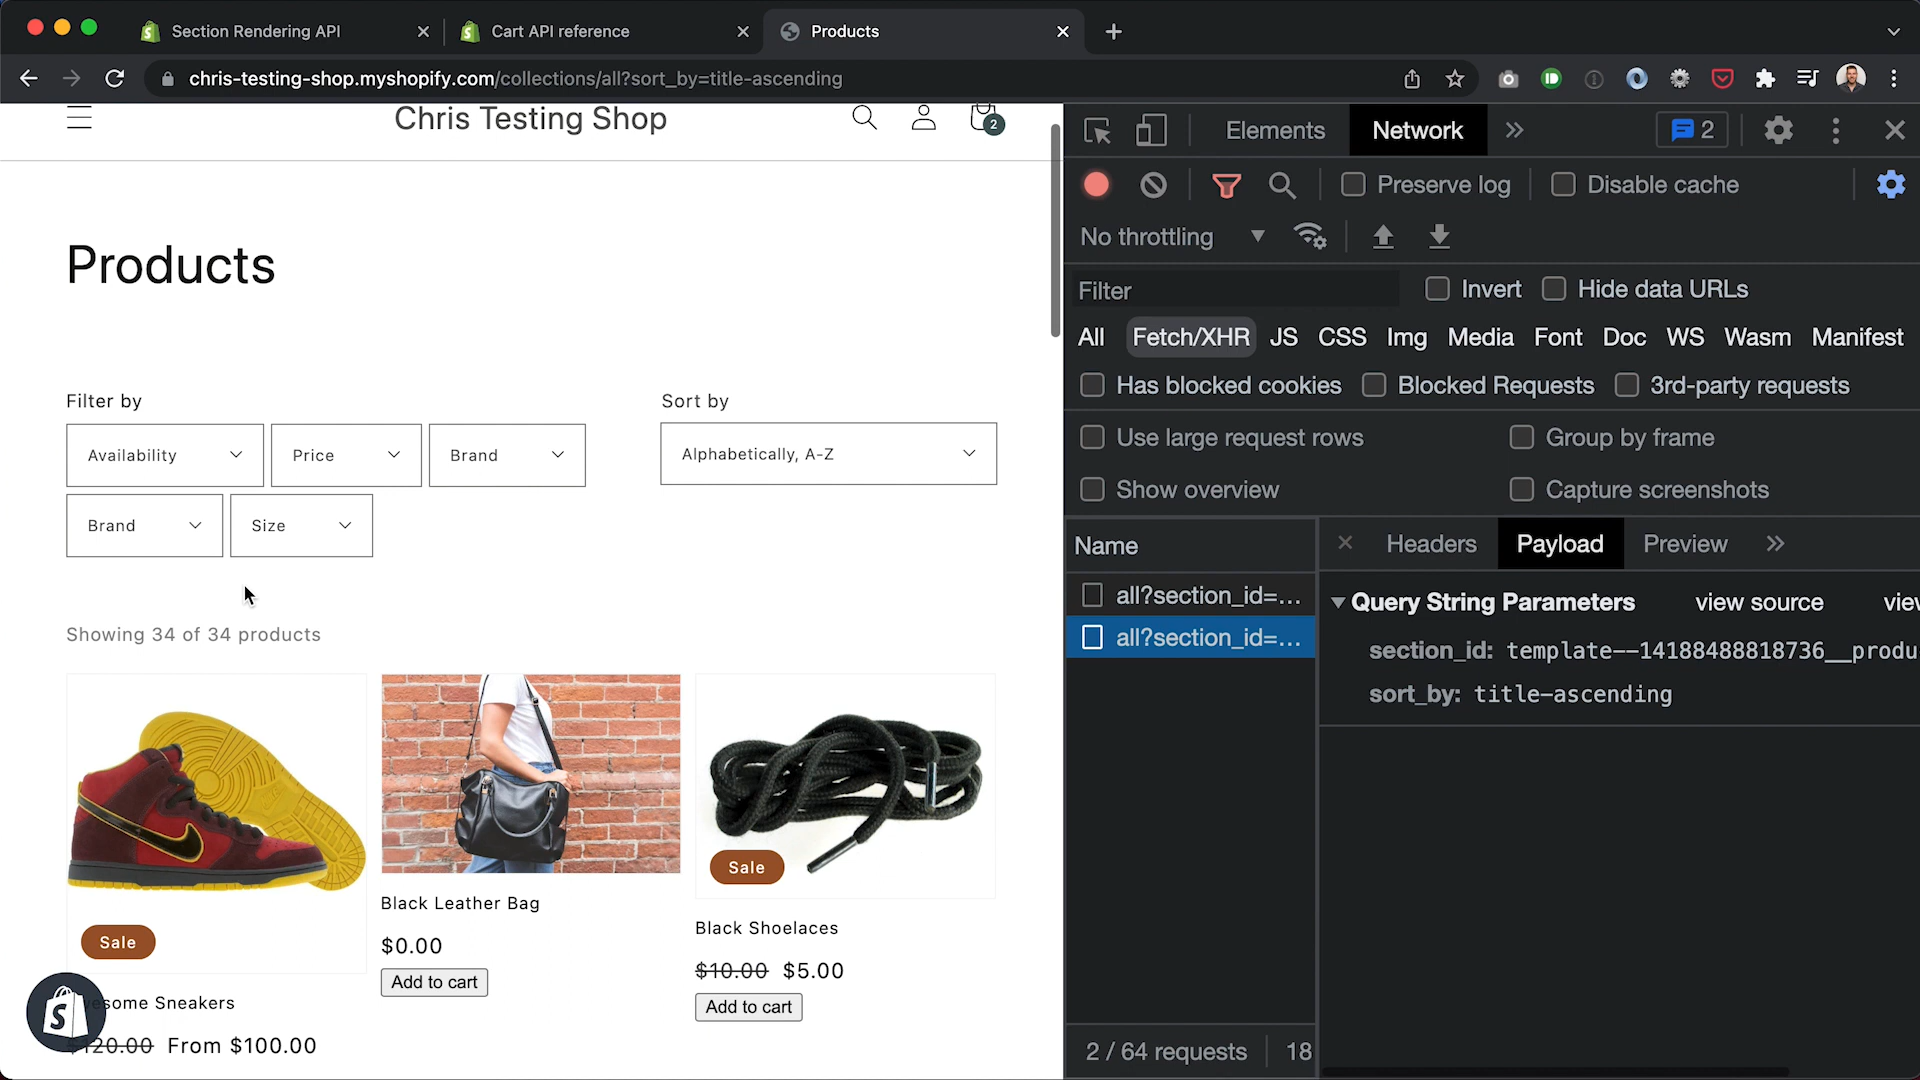 Section Rendering API
Cart API reference
Products
chris-testing-shop.myshopify.com/collections/all?sort_by=title-ascending
Chris Testing Shop
2
Products
Filter by
Sort by
Availability
Price
Brand
Alphabetically, A-Z
Brand
Size
Showing 34 of 34 products
Sale
Sale
Black Leather Bag
$0.00
Add to cart
Black Shoelaces
$10.00 $5.00
Add to cart
esome Sneakers
$120.00 From $100.00
Elements
Network
2
Preserve log
Disable cache
No throttling
Filter
Invert
Hide data URLs
All Fetch/XHR JS CSS Img Media Font Doc WS Wasm Manifest
Has blocked cookies
Blocked Requests
3rd-party requests
Use large request rows
Group by frame
Show overview
Capture screenshots
Name
Headers
Payload
Preview
all?section_id=...
all?section_id=...
Query String Parameters
view source
view
section_id: template--14188488818736__produ
sort_by: title-ascending
2 / 64 requests
18